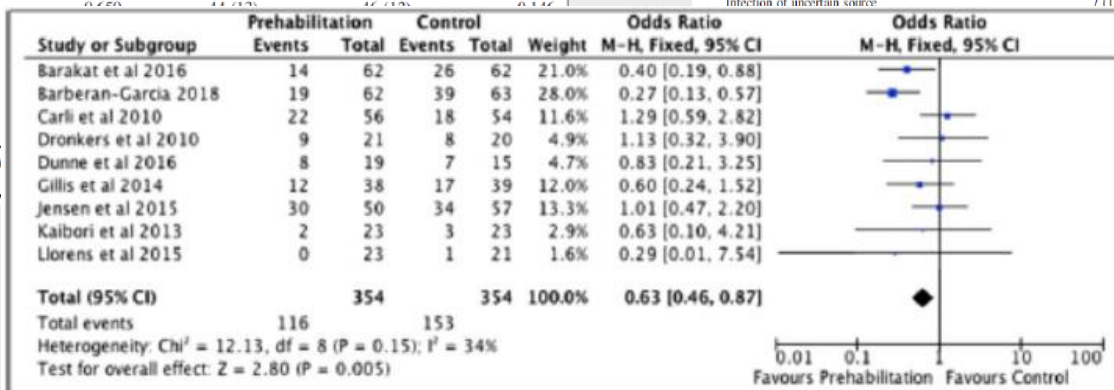 Infection of uncertain source
Prehabilitation Control Odds Ratio Odds Ratio
Study or Subgroup Events Total Events Total Weight M-H, Fixed, 95% CI M-H, Fixed, 95% CI
Barakat et al 2016 14 62 26 62 21.0% 0.40 [0.19, 0.88]
Barberan-Garcia 2018 19 62 39 63 28.0% 0.27 [0.13, 0.57]
Carli et al 2010 22 56 18 54 11.6% 1.29 [0.59, 2.82]
Dronkers et al 2010 9 21 8 20 4.9% 1.13 [0.32, 3.90]
Dunne et al 2016 8 19 7 15 4.7% 0.83 [0.21, 3.25]
Gillis et al 2014 12 38 17 39 12.0% 0.60 [0.24, 1.52]
Jensen et al 2015 30 50 34 57 13.3% 1.01 [0.47, 2.20]
Kaibori et al 2013 2 23 3 23 2.9% 0.63 [0.10, 4.21]
Llorens et al 2015 0 23 1 21 1.6% 0.29 [0.01, 7.54]
Total (95% CI) 354 354 100.0% 0.63 [0.46, 0.87]
Total events 116 153
Heterogeneity: Chi² = 12.13, df = 8 (P = 0.15); I² = 34%
Test for overall effect: Z = 2.80 (P = 0.005)
0.01 0.1 1 10 100
Favours Prehabilitation Favours Control